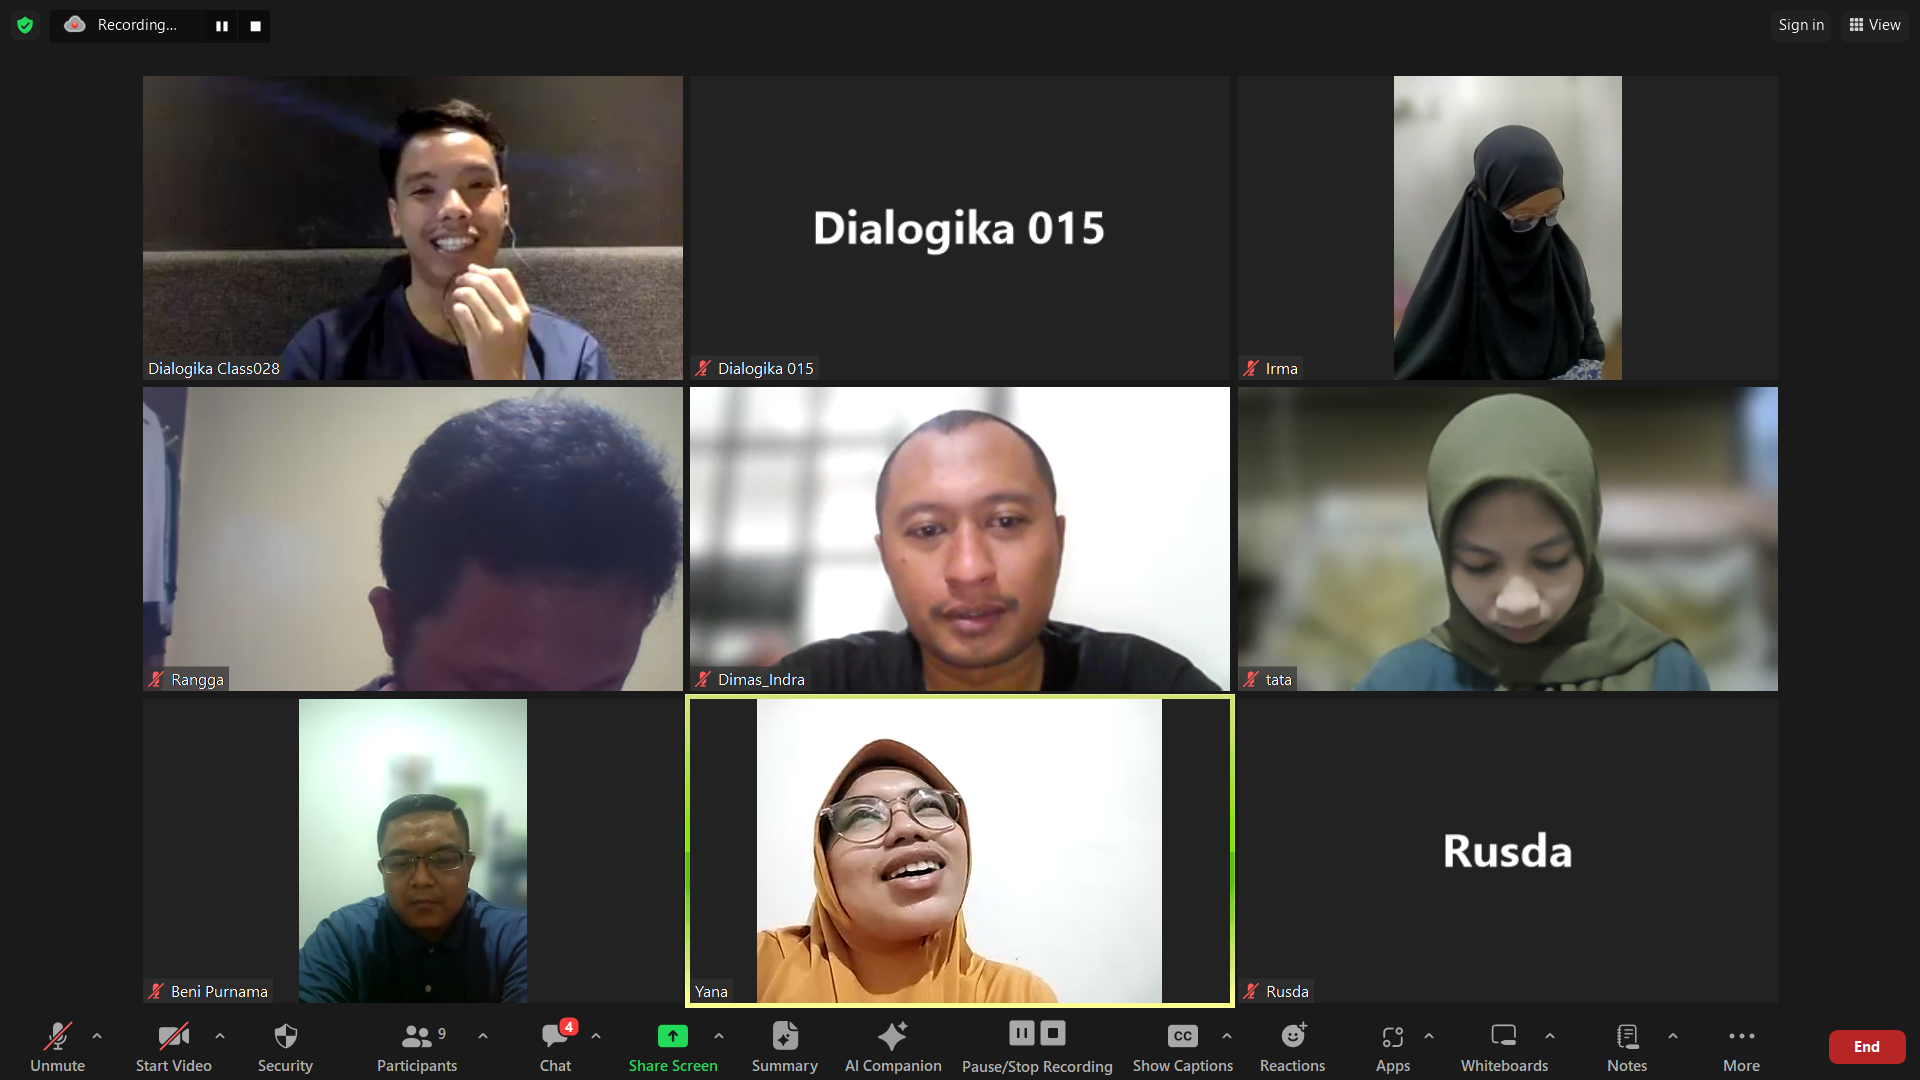 Recording...
Sign in
View
Dialogika Class028
Dialogika 015
Dialogika 015
Irma
Rangga
Dimas_Indra
tata
Beni Purnama
Yana
Rusda
Rusda
Unmute
Start Video
Security
9
Participants
4
Chat
Share Screen
Summary
AI Companion
Pause/Stop Recording
CC
Show Captions
Reactions
Apps
Whiteboards
Notes
More
End